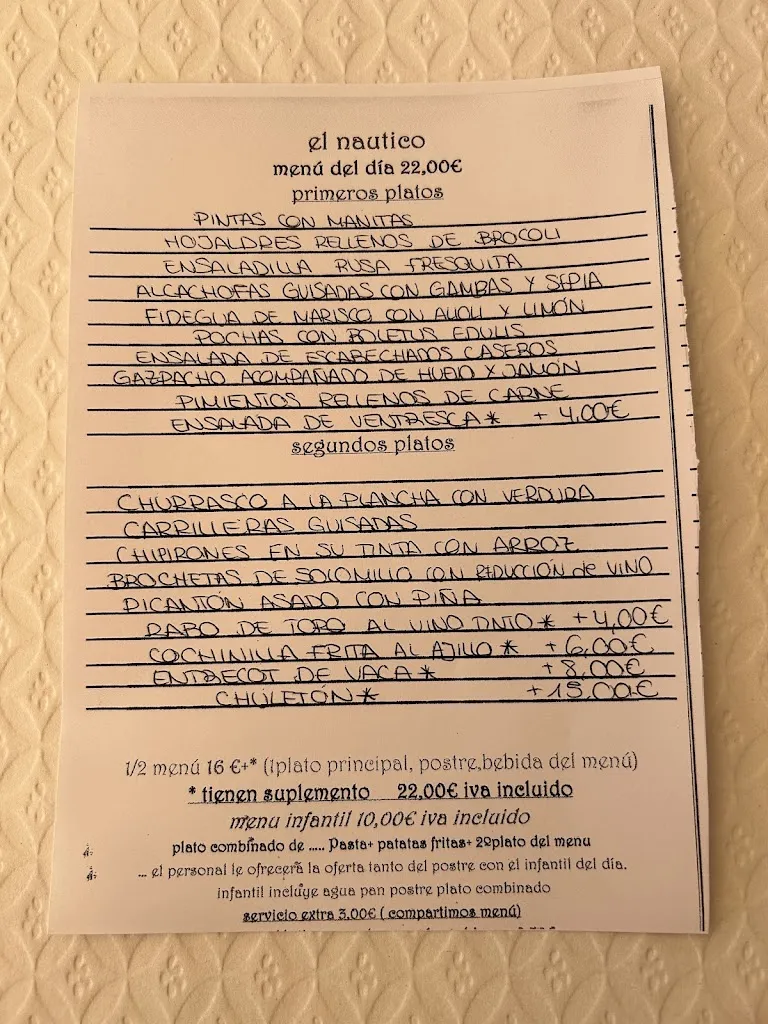 el nautico
menú del día 22,00€
primeros platos
PINTAS CON MANITAS
HOJALDRES RELLENOS DE BROCOLI
ENSALADILLA RUSA FRESQUITA
ALCACHOFAS GUISADAS CON GAMBAS Y SEPIA
FIDEGUA DE MARISCO CON ALIOLI Y LIMÓN
POCHAS CON BOLETUS EDULIS
ENSALADA DE ESCABECHADOS CASEROS
GAZPACHO ACOMPAÑADO DE HUEVO Y JAMÓN
PIMIENTOS RELLENOS DE CARNE
ENSALADA DE VENTRESCA* + 4,00€
segundos platos
CHURRASCO A LA PLANCHA CON VERDURA
CARRILLERAS GUISADAS
CHIPIRONES EN SU TINTA CON ARROZ
BROCHETAS DE SOLOMILLO CON REDUCCIÓN de VINO
PICANTÓN ASADO CON PIÑA
RABO DE TORO AL VINO TINTO* +4,00€
COCHINILLA FRITA AL AJILLO* +6,00€
ENTRECOT DE VACA* +8,00€
CHULETÓN* +15,00€
1/2 menú 16 €+* (1plato principal, postre,bebida del menú)
* tienen suplemento 22,00€ iva incluido
menu infantil 10,00€ iva incluido
plato combinado de ..... Pasta+ patatas fritas+ 2ºplato del menu
... el personal le ofrecerá la oferta tanto del postre con el infantil del día.
infantil incluye agua pan postre plato combinado
servicio extra 3.00€ ( compartimos menú)